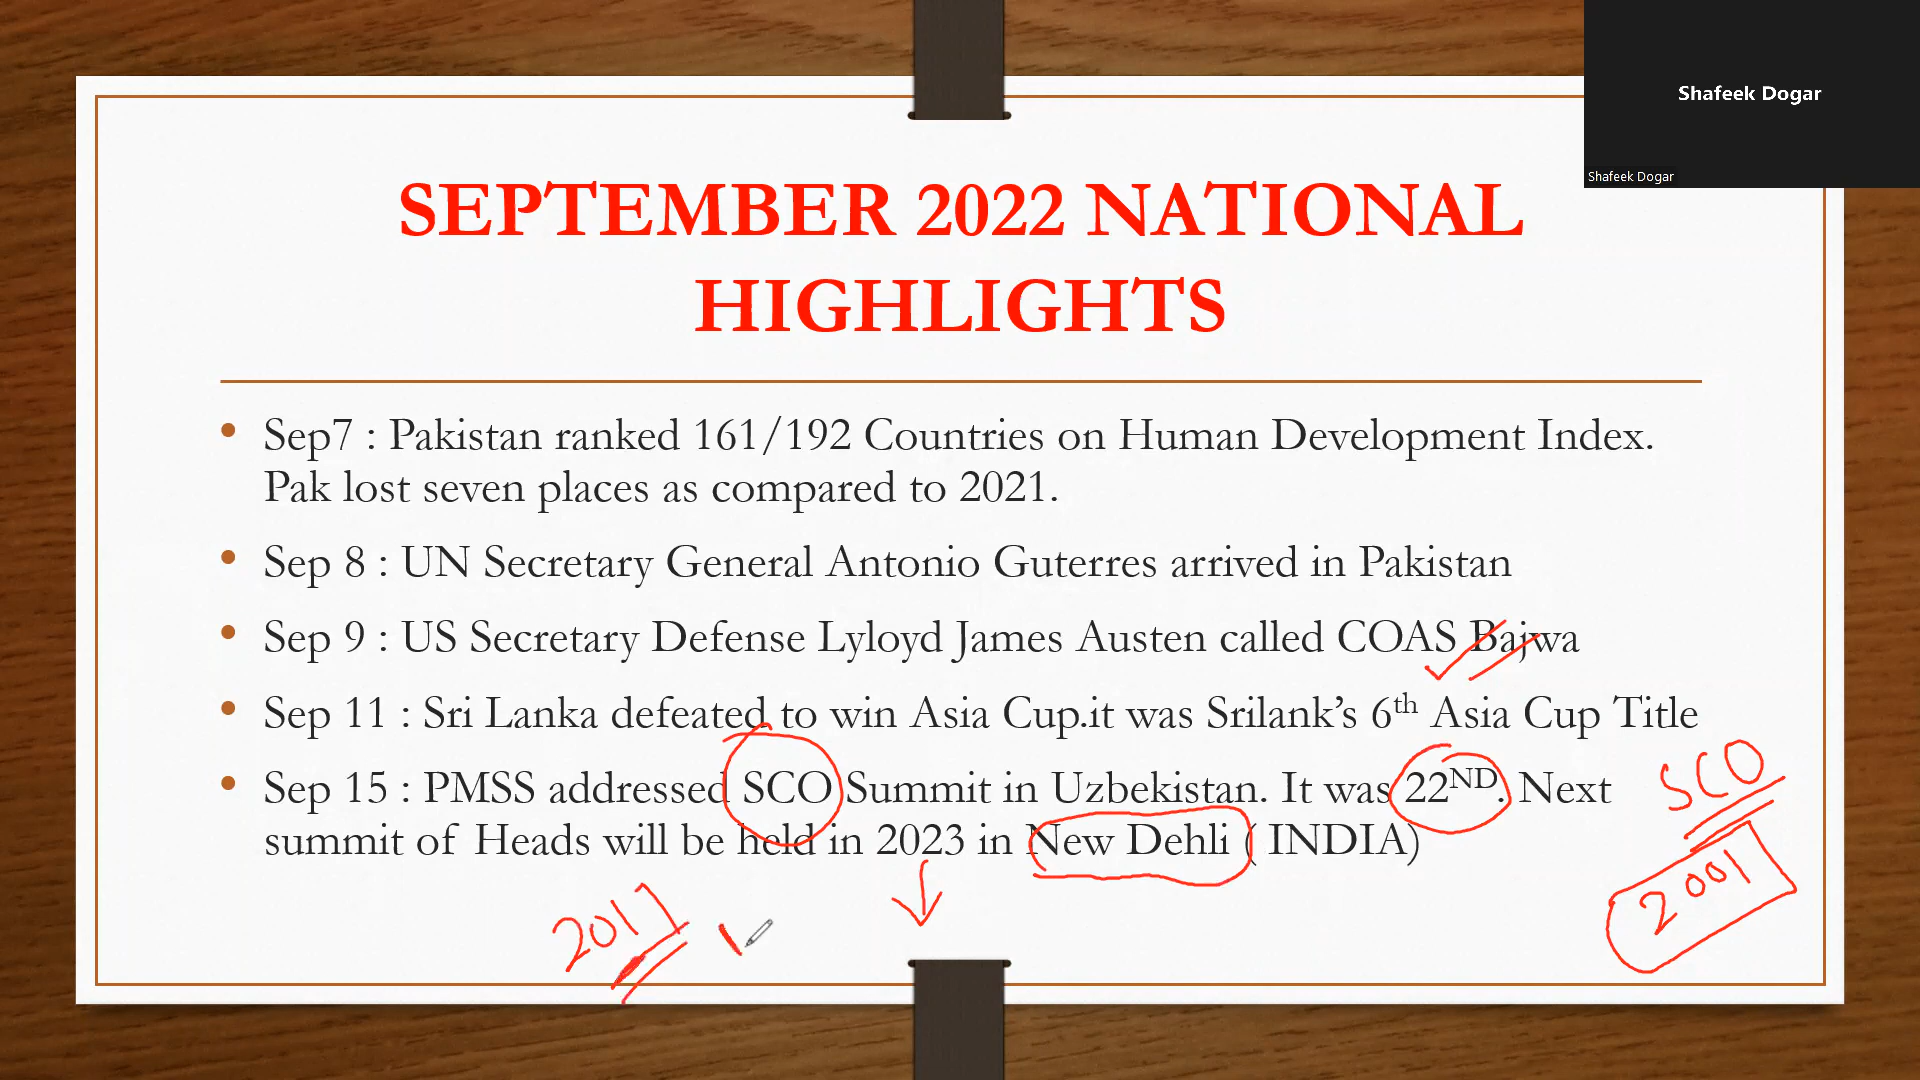 Shafeek Dogar
Shafeek Dogar
SEPTEMBER 2022 NATIONAL
HIGHLIGHTS
• Sep7 : Pakistan ranked 161/192 Countries on Human Development Index.
Pak lost seven places as compared to 2021.
• Sep 8 : UN Secretary General Antonio Guterres arrived in Pakistan
• Sep 9 : US Secretary Defense Lyloyd James Austen called COAS Bajwa
• Sep 11 : Sri Lanka defeated to win Asia Cup.it was Srilank’s 6th Asia Cup Title
• Sep 15 : PMSS addressed SCO Summit in Uzbekistan. It was 22ND. Next
summit of Heads will be held in 2023 in New Dehli ( INDIA)
SCO
2001
2017